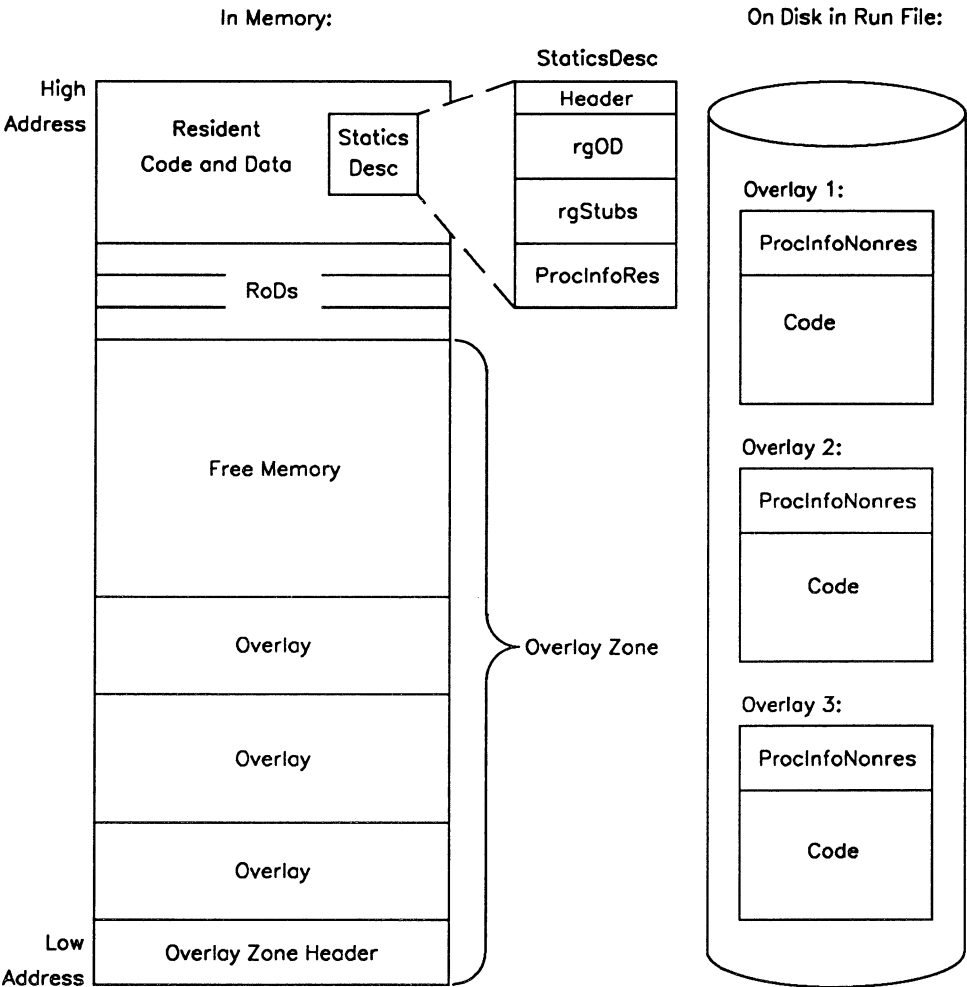 In Memory:
High
Address
Resident
Code and Data
Statics
Desc
RoDs
Free Memory
Overlay
Overlay
Overlay
Overlay Zone Header
Low
Address
Overlay Zone
StaticsDesc
Header
rgOD
rgStubs
ProcInfoRes
On Disk in Run File:
Overlay 1:
ProcInfoNonres
Code
Overlay 2:
ProcInfoNonres
Code
Overlay 3:
ProcInfoNonres
Code